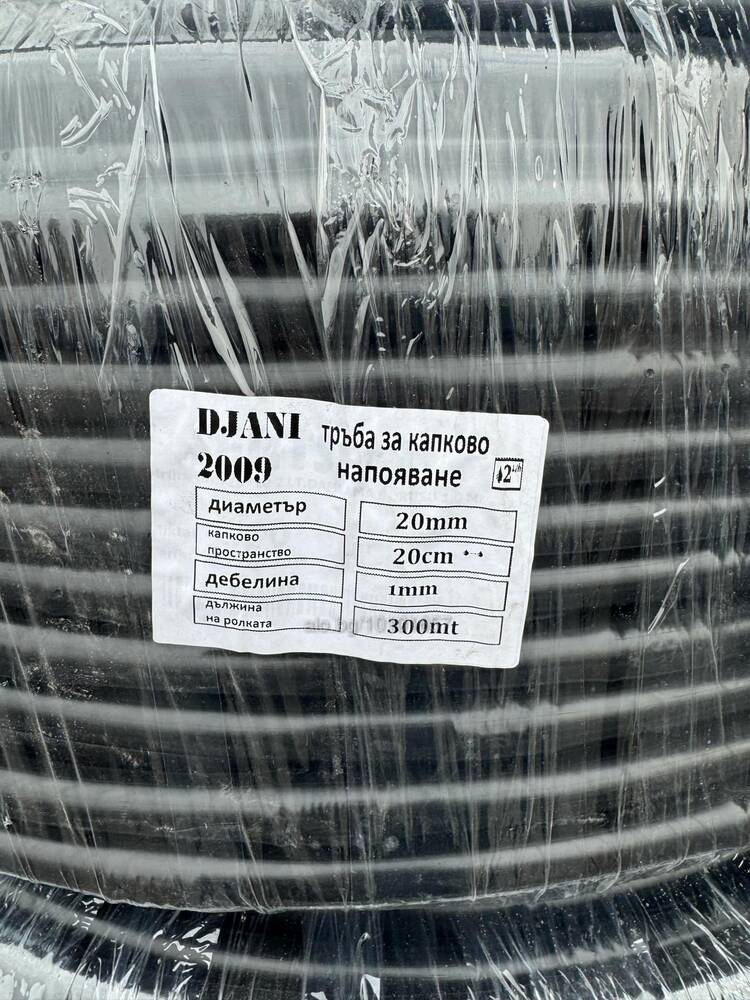 DJANI
2009
тръба за капково
напояване
2 L/h
диаметър
20mm
капково
пространство
20cm
дебелина
1mm
дължина
на ролката
300mt